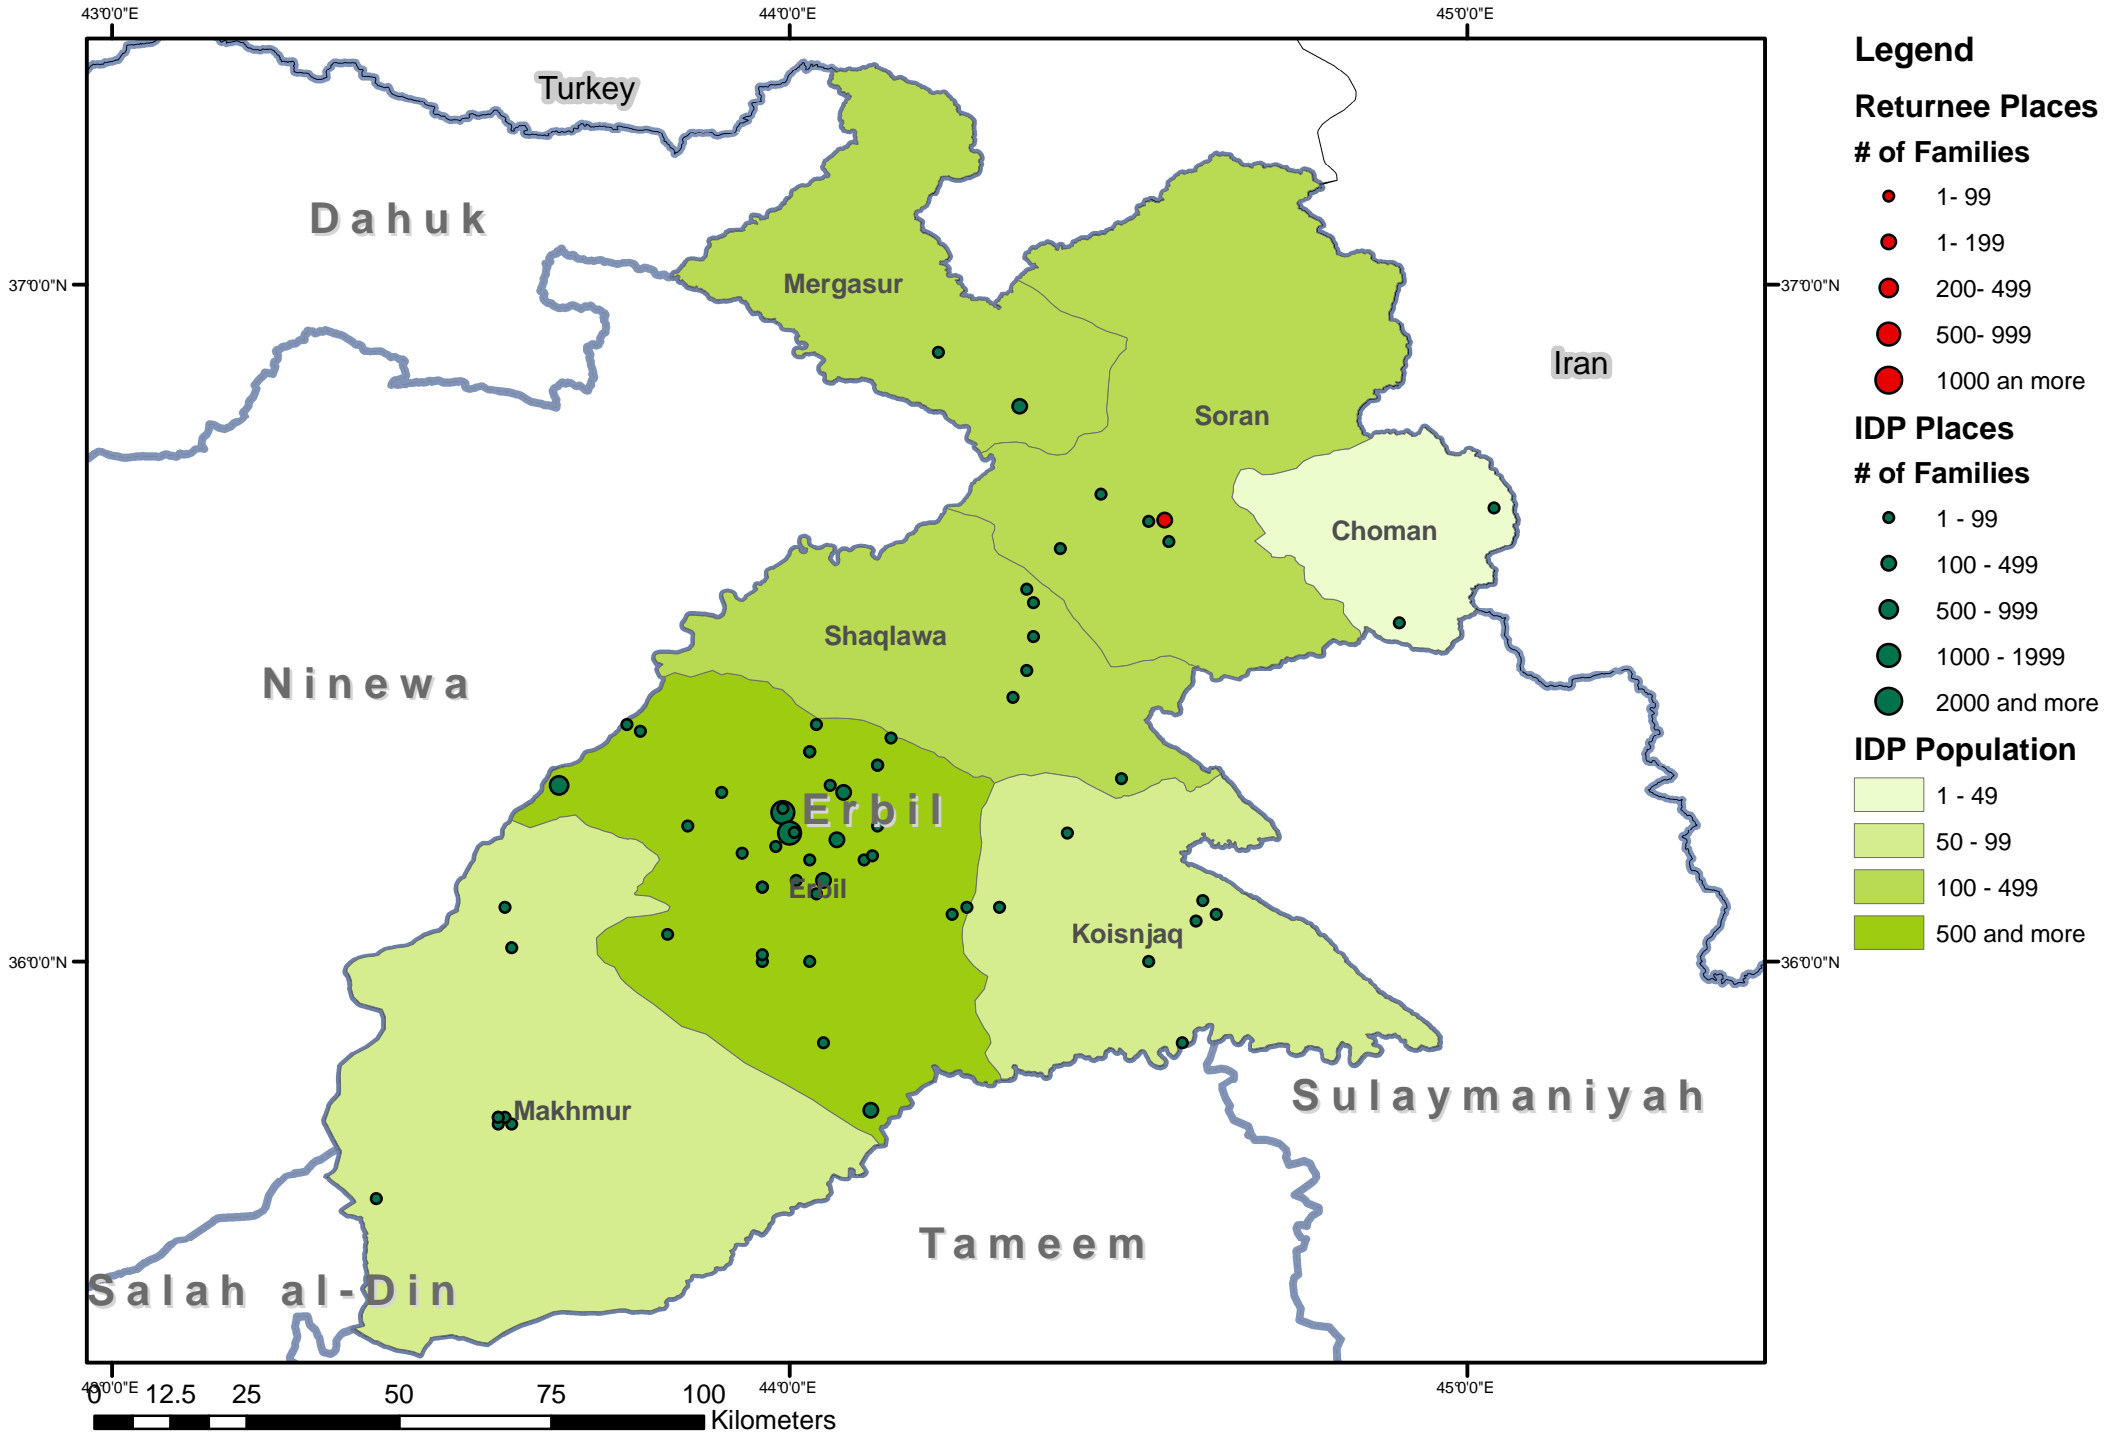 43°0'0"E
44°0'0"E
45°0'0"E
Turkey
Dahuk
37°0'0"N
37°0'0"N
Mergasur
Iran
Soran
Choman
Shaqlawa
Ninewa
Erbil
Erbil
Koisnjaq
36°0'0"N
36°0'0"N
Makhmur
Sulaymaniyah
Tameem
Salah al-Din
43°0'0"E
44°0'0"E
45°0'0"E
0 12.5 25 50 75 100
Kilometers
Legend
Returnee Places
# of Families
1- 99
1- 199
200- 499
500- 999
1000 an more
IDP Places
# of Families
1 - 99
100 - 499
500 - 999
1000 - 1999
2000 and more
IDP Population
1 - 49
50 - 99
100 - 499
500 and more